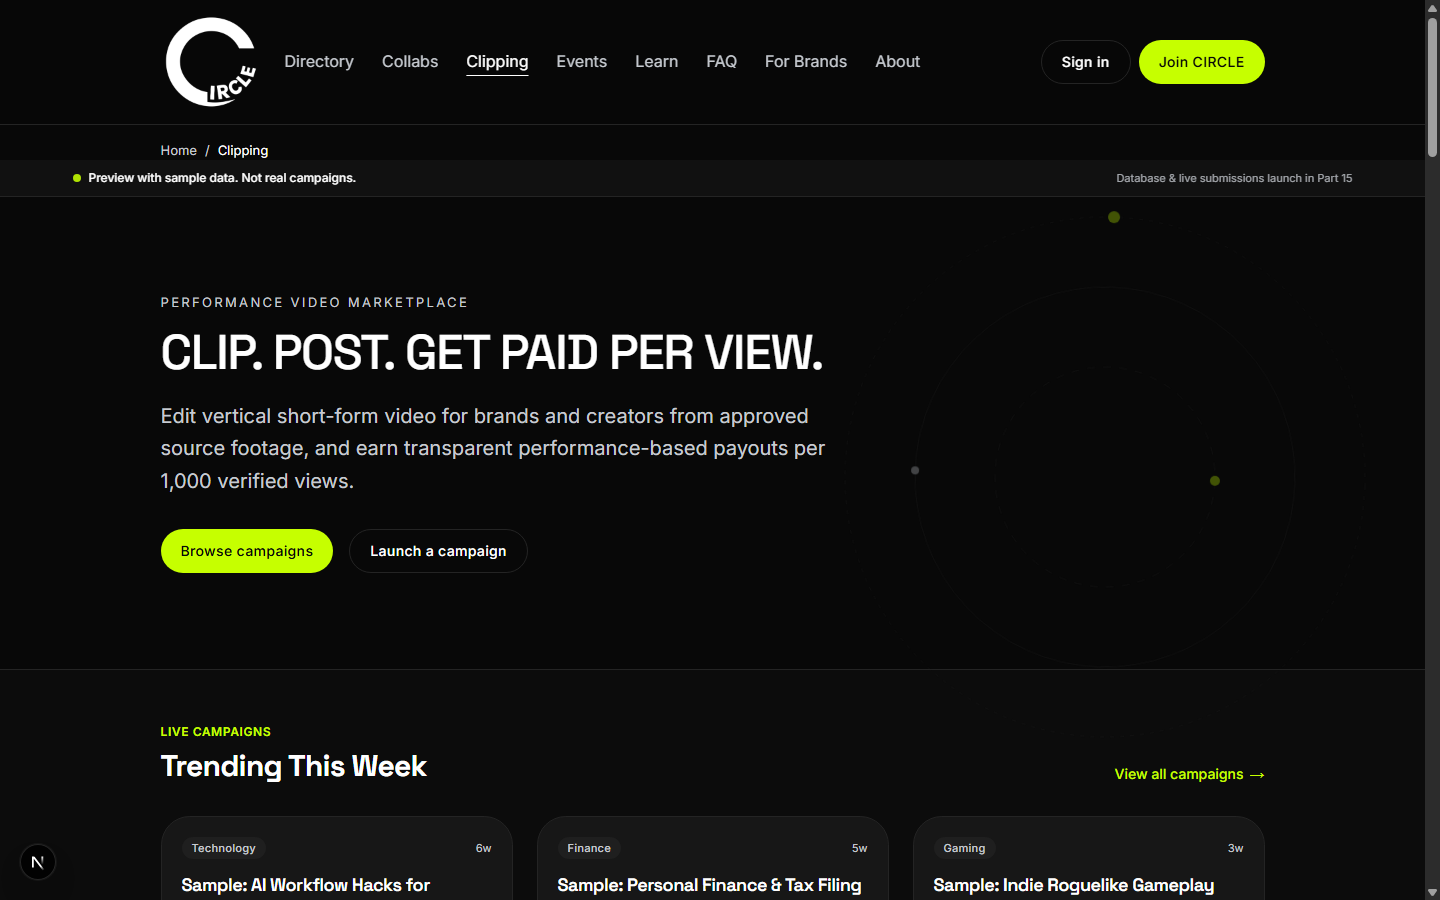 CIRCLE
Directory
Collabs
Clipping
Events
Learn
FAQ
For Brands
About
Sign in
Join CIRCLE
Home / Clipping
Preview with sample data. Not real campaigns.
Database & live submissions launch in Part 15
PERFORMANCE VIDEO MARKETPLACE
CLIP. POST. GET PAID PER VIEW.
Edit vertical short-form video for brands and creators from approved
source footage, and earn transparent performance-based payouts per
1,000 verified views.
Browse campaigns
Launch a campaign
LIVE CAMPAIGNS
Trending This Week
View all campaigns →
Technology
6w
Sample: AI Workflow Hacks for
Finance
5w
Sample: Personal Finance & Tax Filing
Gaming
3w
Sample: Indie Roguelike Gameplay
N